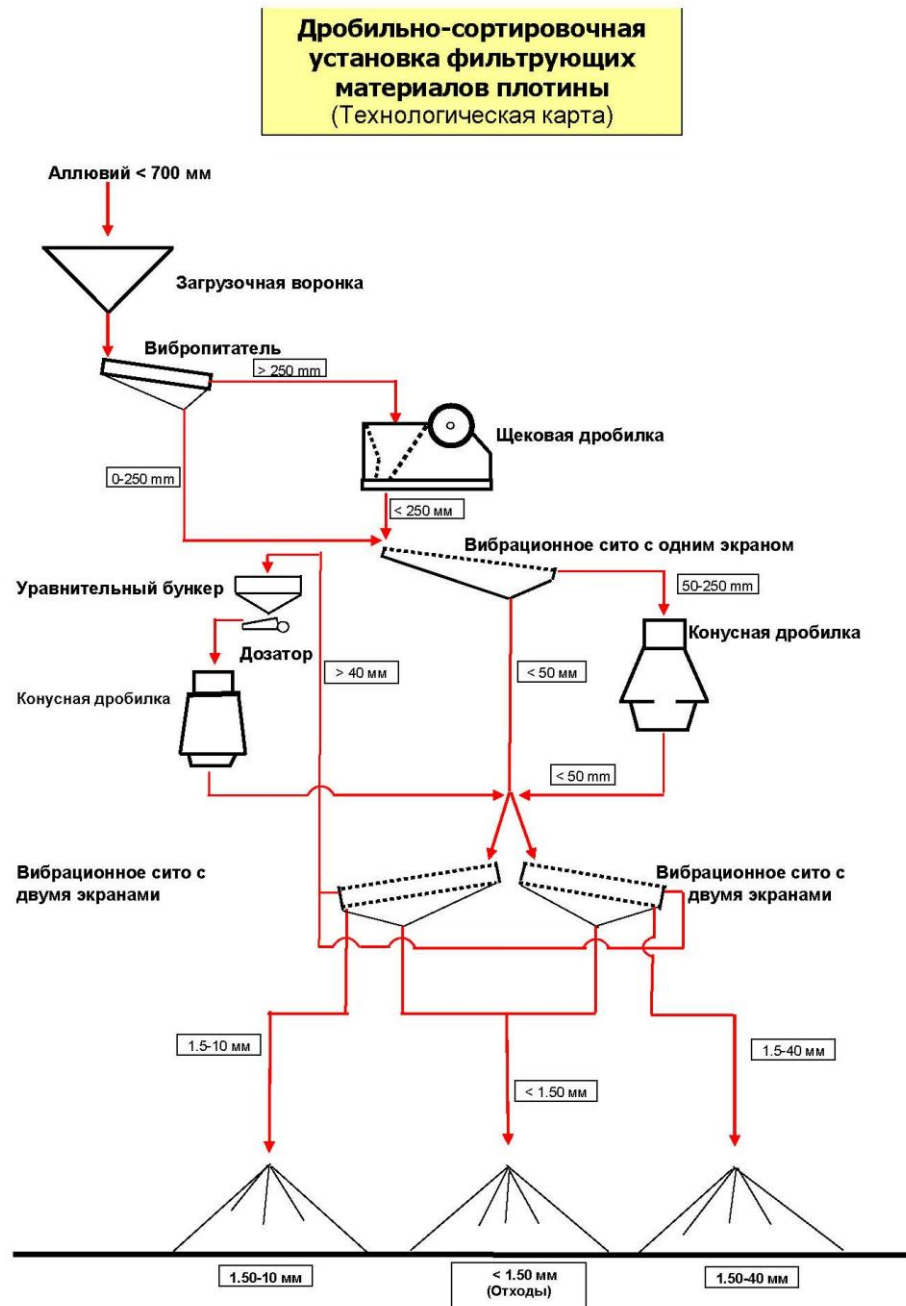 Дробильно-сортировочная
установка фильтрующих
материалов плотины
(Технологическая карта)
Аллювий < 700 мм
Загрузочная воронка
Вибропитатель
> 250 mm
Щековая дробилка
0-250 mm
< 250 мм
Вибрационное сито с одним экраном
Уравнительный бункер
50-250 mm
Дозатор
Конусная дробилка
> 40 мм
< 50 мм
Конусная дробилка
< 50 mm
Вибрационное сито с
двумя экранами
Вибрационное сито с
двумя экранами
1.5-10 мм
1.5-40 мм
< 1.50 мм
1.50-10 мм
< 1.50 мм
(Отходы)
1.50-40 мм